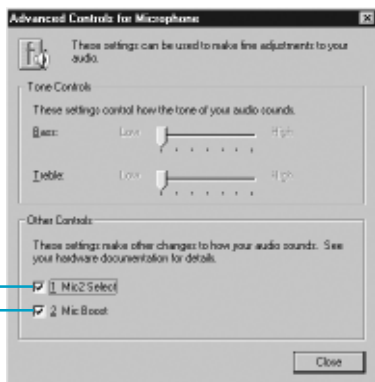 Advanced Controls for Microphone
These settings can be used to make fine adjustments to your
audio.
Tone Controls
These settings control how the tone of your audio sounds.
Bass:
Low
High
Treble:
Low
High
Other Controls
These settings make other changes to how your audio sounds. See
your hardware documentation for details.
1 Mic2 Select
2 Mic Boost
Close